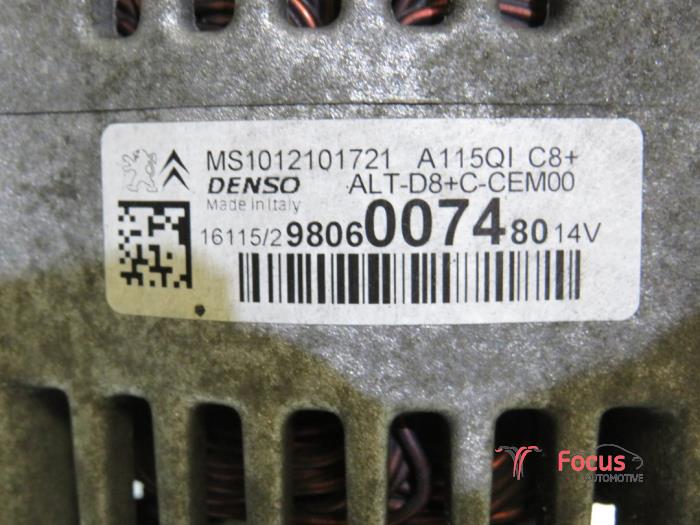 MS1012101721 A115QI C8+
DENSO ALT-D8+C-CEM00
Made in Italy
16115/2 9806007480 14V
Focus
AUTOMOTIVE